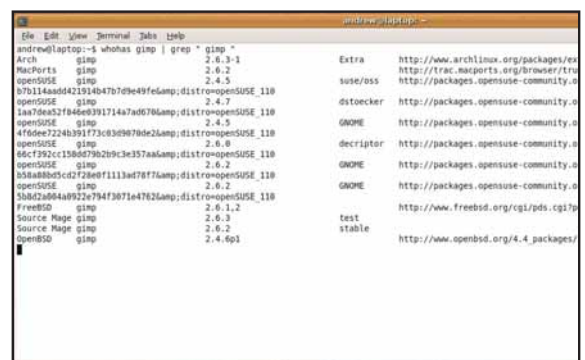 andrew@laptop: ~
File Edit View Terminal Tabs Help
andrew@laptop:~$ whohas gimp | grep " gimp "
Arch gimp 2.6.3-1 Extra http://www.archlinux.org/packages/ex
MacPorts gimp 2.6.2 http://trac.macports.org/browser/tru
openSUSE gimp 2.4.5 suse/oss http://packages.opensuse-community.o
b7b114aadd421914b47b7d9e49fe&amp;distro=openSUSE_110
openSUSE gimp 2.4.7 dstoecker http://packages.opensuse-community.o
1aa7dea52f846e0391714a7ad670&amp;distro=openSUSE_110
openSUSE gimp 2.4.5 GNOME http://packages.opensuse-community.o
4f6dee7224b391f73c03d9070de2&amp;distro=openSUSE_110
openSUSE gimp 2.6.0 decriptor http://packages.opensuse-community.o
66cf392cc158dd79b2b9c3e357aa&amp;distro=openSUSE_110
openSUSE gimp 2.6.2 GNOME http://packages.opensuse-community.o
b58a88bd5cd2f28e0f1113ad78f7&amp;distro=openSUSE_110
openSUSE gimp 2.6.2 GNOME http://packages.opensuse-community.o
5b8d2a004a0922e794f3071e4762&amp;distro=openSUSE_110
FreeBSD gimp 2.6.1,2 http://www.freebsd.org/cgi/pds.cgi?p
Source Mage gimp 2.6.3 test
Source Mage gimp 2.6.2 stable
OpenBSD gimp 2.4.6p1 http://www.openbsd.org/4.4_packages/